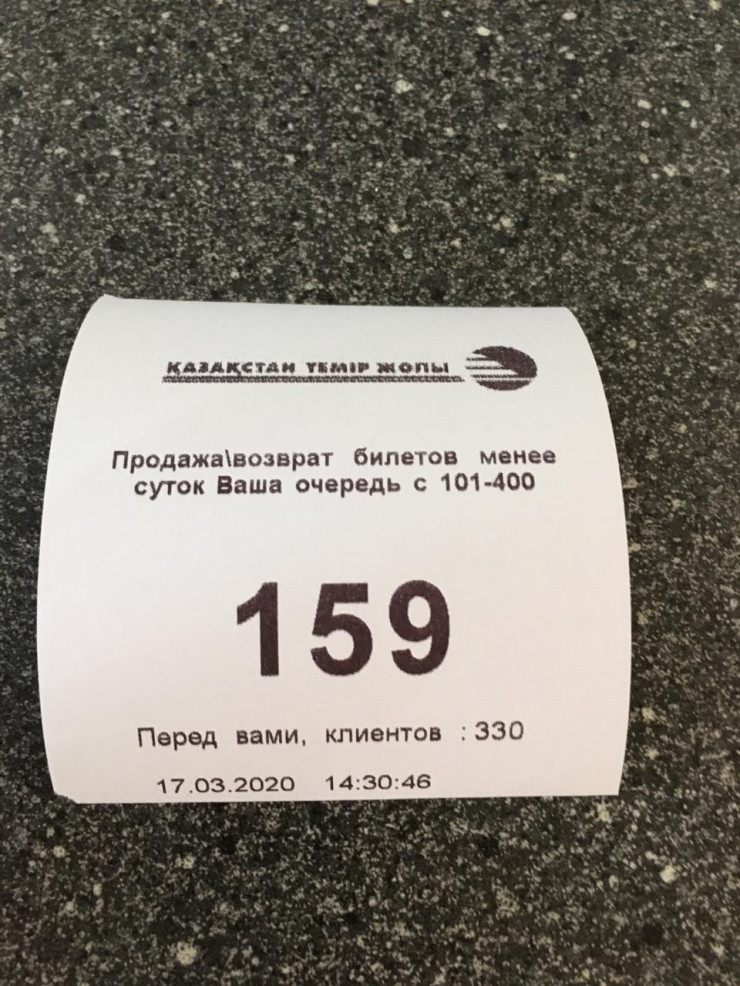 ҚАЗАҚСТАН ТЕМІР ЖОЛЫ
Продажа\возврат билетов менее
суток Ваша очередь с 101-400
159
Перед вами, клиентов : 330
17.03.2020 14:30:46